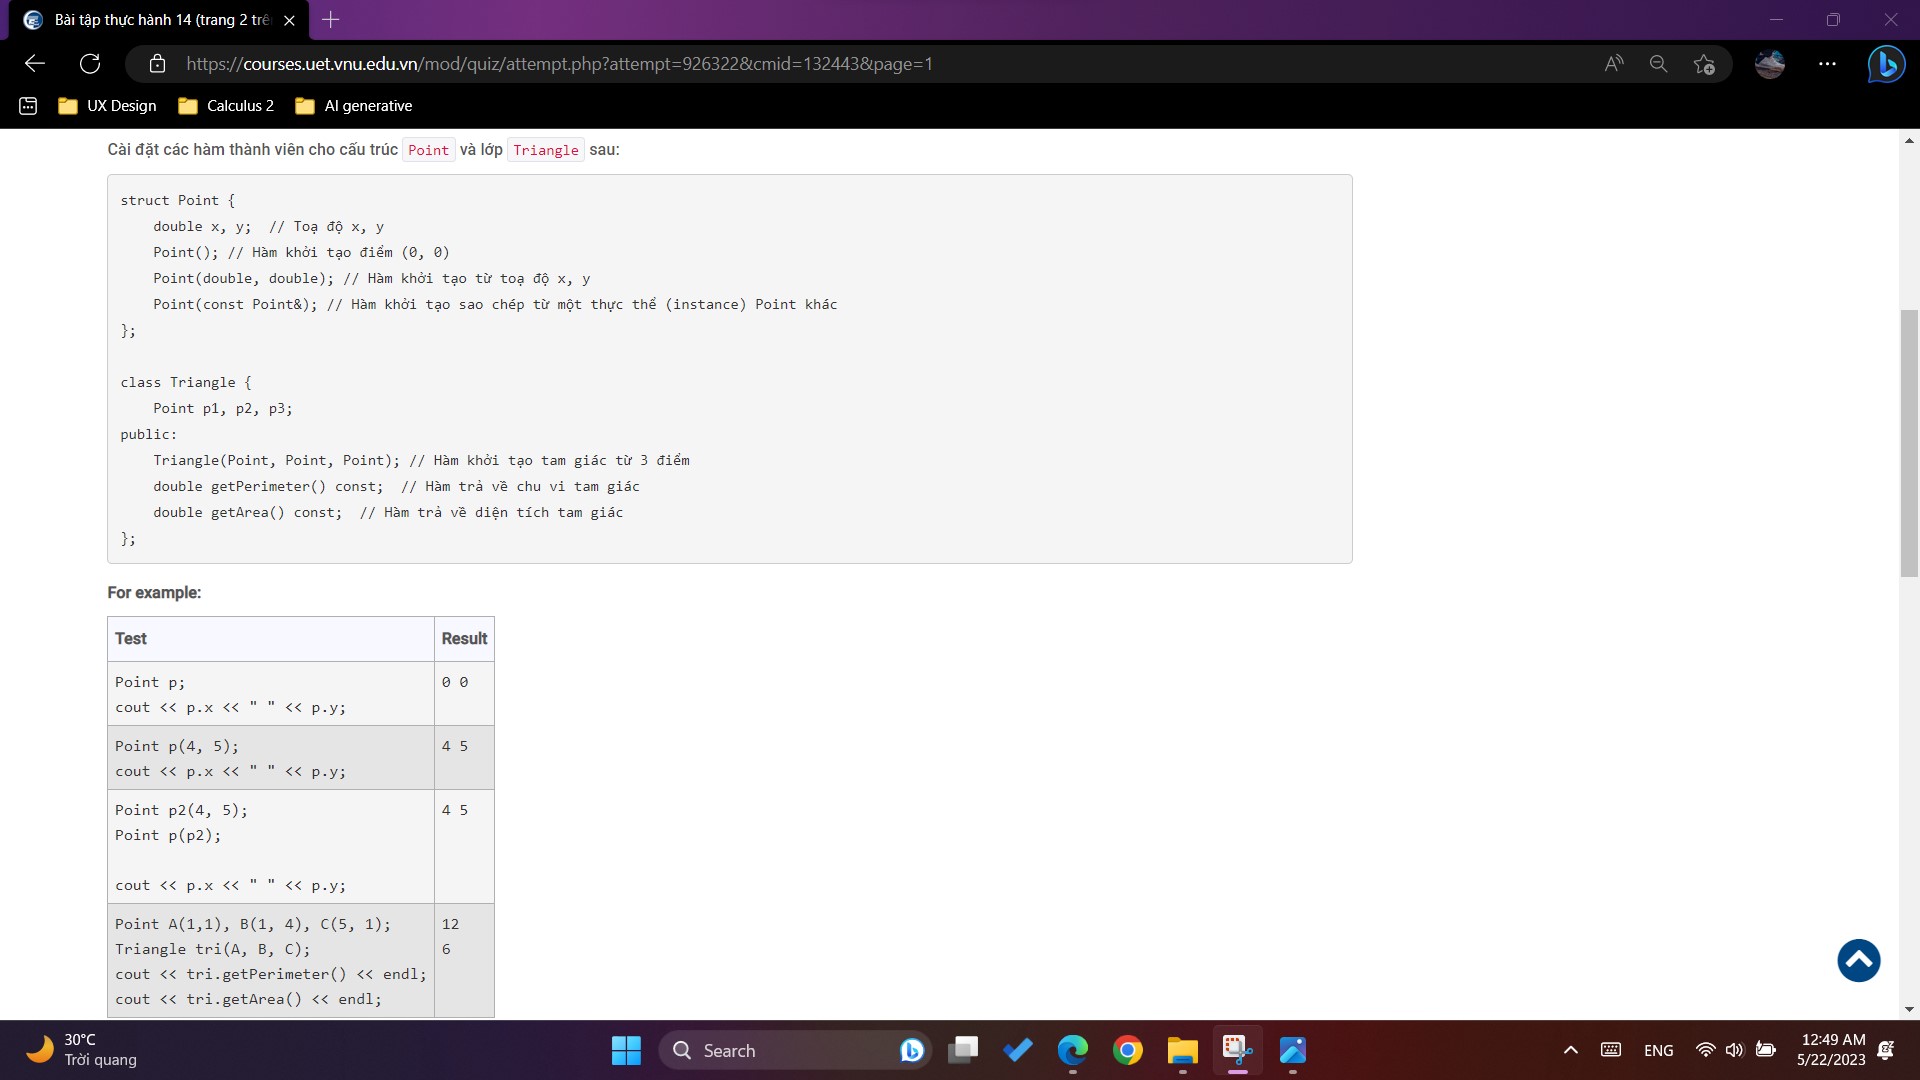 Bài tập thực hành 14 (trang 2 trê
https://courses.uet.vnu.edu.vn/mod/quiz/attempt.php?attempt=926322&cmid=132443&page=1
UX Design
Calculus 2
AI generative
Cài đặt các hàm thành viên cho cấu trúc Point và lớp Triangle sau:
struct Point {
    double x, y;  // Toạ độ x, y
    Point(); // Hàm khởi tạo điểm (0, 0)
    Point(double, double); // Hàm khởi tạo từ toạ độ x, y
    Point(const Point&); // Hàm khởi tạo sao chép từ một thực thể (instance) Point khác
};
class Triangle {
    Point p1, p2, p3;
public:
    Triangle(Point, Point, Point); // Hàm khởi tạo tam giác từ 3 điểm
    double getPerimeter() const;  // Hàm trả về chu vi tam giác
    double getArea() const;  // Hàm trả về diện tích tam giác
};
For example:
Test Result
Point p; 0 0
cout << p.x << " " << p.y;
Point p(4, 5); 4 5
cout << p.x << " " << p.y;
Point p2(4, 5); 4 5
Point p(p2);
cout << p.x << " " << p.y;
Point A(1,1), B(1, 4), C(5, 1); 12
Triangle tri(A, B, C); 6
cout << tri.getPerimeter() << endl;
cout << tri.getArea() << endl;
30°C
Trời quang
Search
ENG
12:49 AM
5/22/2023